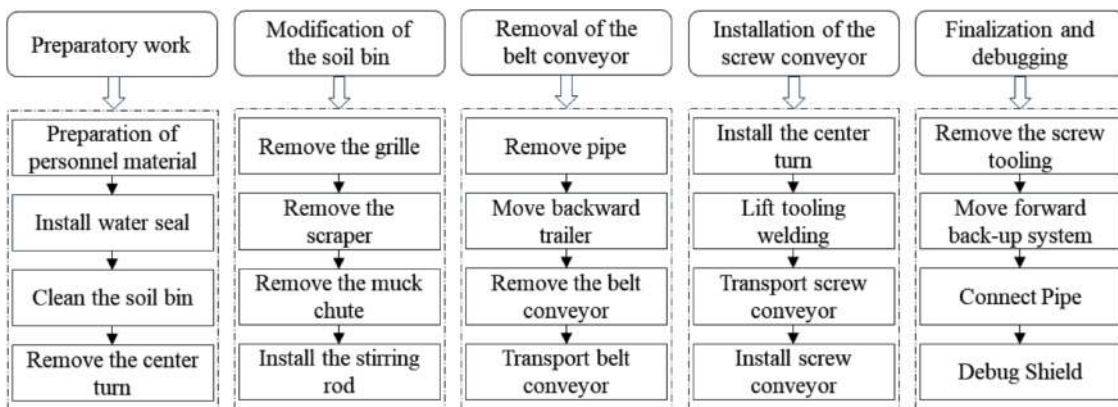 Preparatory work
Preparation of
personnel material
Install water seal
Clean the soil bin
Remove the center
turn
Modification of
the soil bin
Remove the grille
Remove the
scraper
Remove the muck
chute
Install the stirring
rod
Removal of the
belt conveyor
Remove pipe
Move backward
trailer
Remove the belt
conveyor
Transport belt
conveyor
Installation of the
screw conveyor
Install the center
turn
Lift tooling
welding
Transport screw
conveyor
Install screw
conveyor
Finalization and
debugging
Remove the screw
tooling
Move forward
back-up system
Connect Pipe
Debug Shield